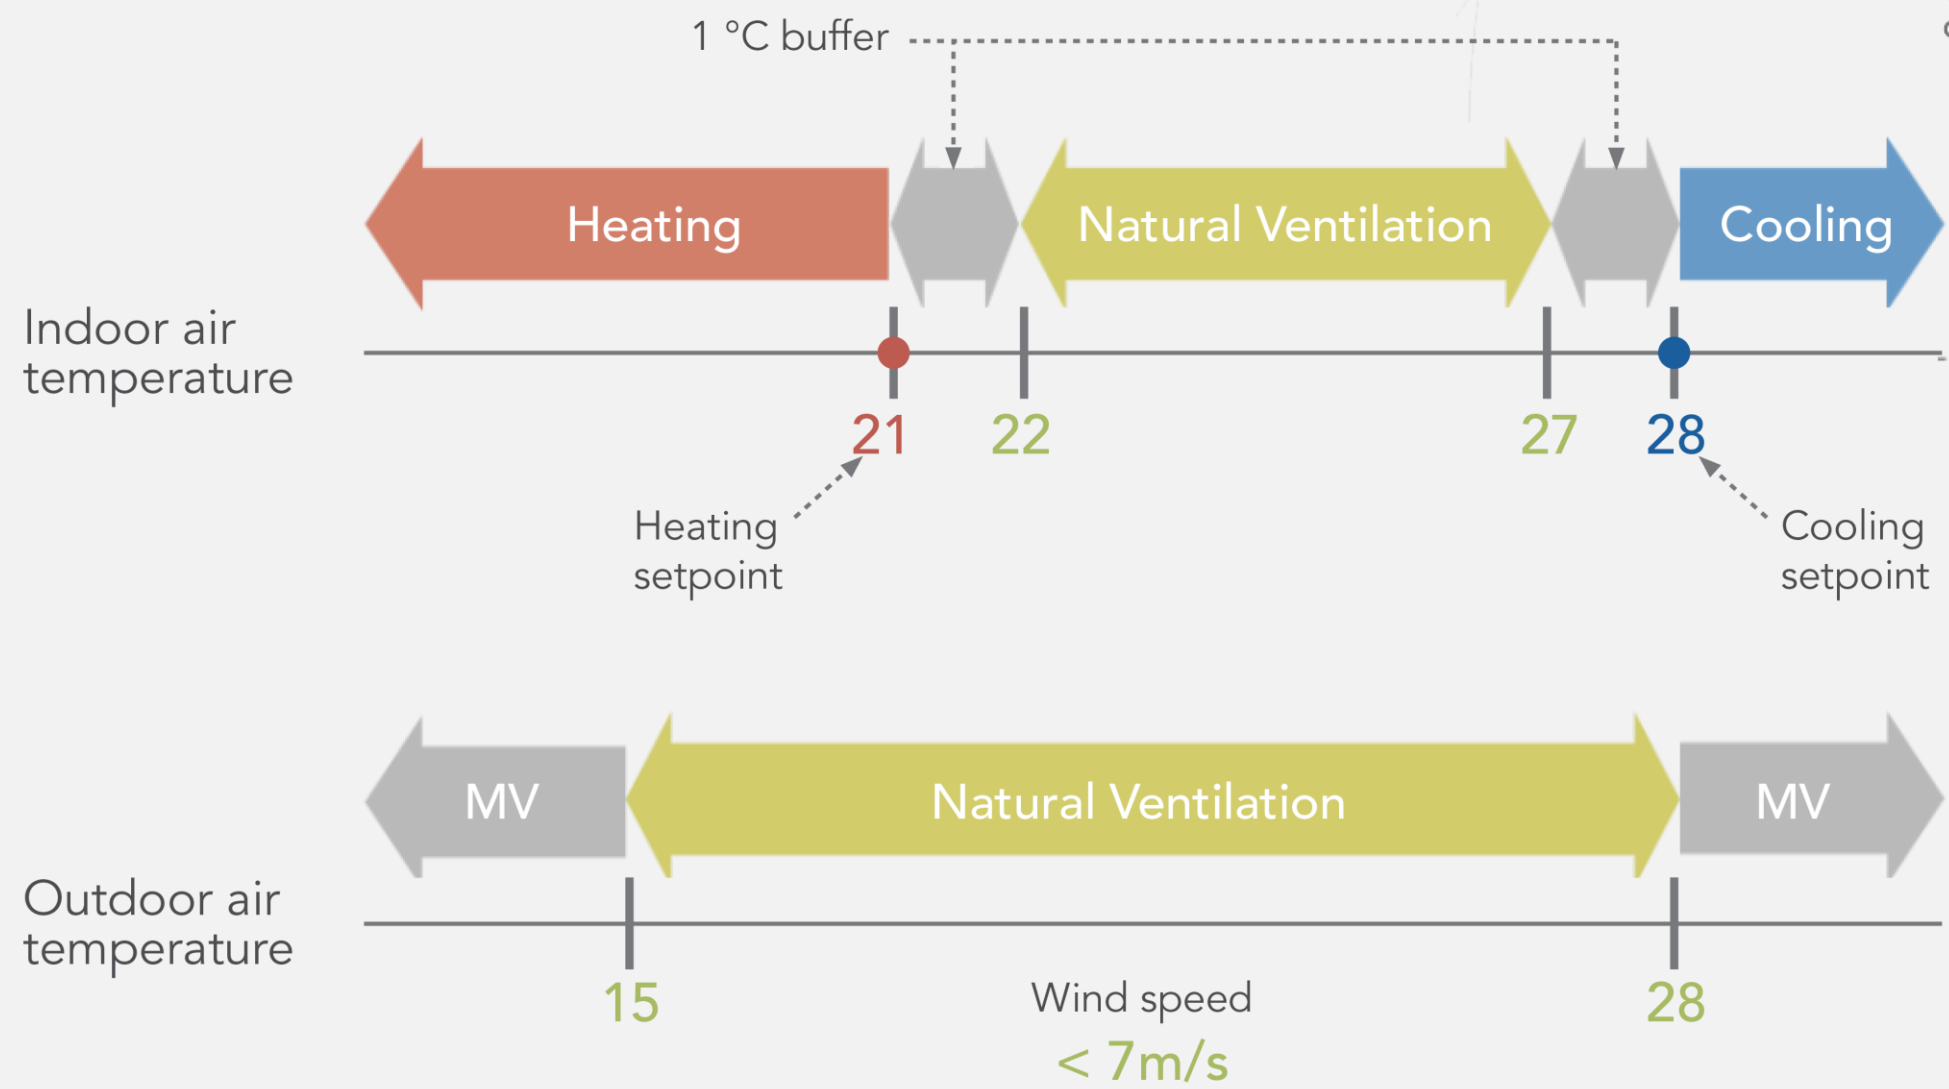 1 °C buffer
Heating
Natural Ventilation
Cooling
Indoor air
temperature
21
22
27
28
Heating
setpoint
Cooling
setpoint
MV
Natural Ventilation
MV
Outdoor air
temperature
15
28
Wind speed
< 7m/s